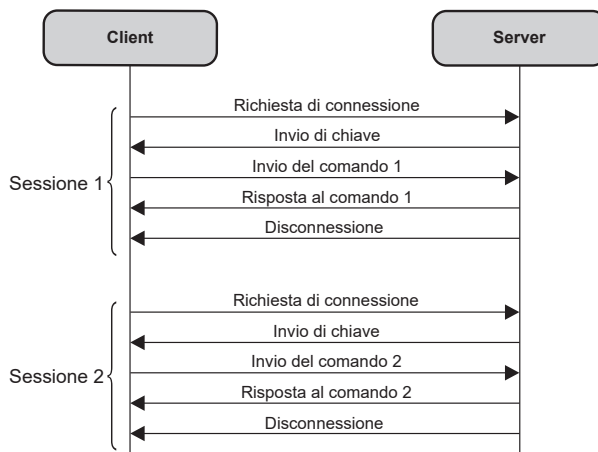 Client
Server
Richiesta di connessione
Invio di chiave
Invio del comando 1
Sessione 1
Risposta al comando 1
Disconnessione
Richiesta di connessione
Invio di chiave
Invio del comando 2
Sessione 2
Risposta al comando 2
Disconnessione